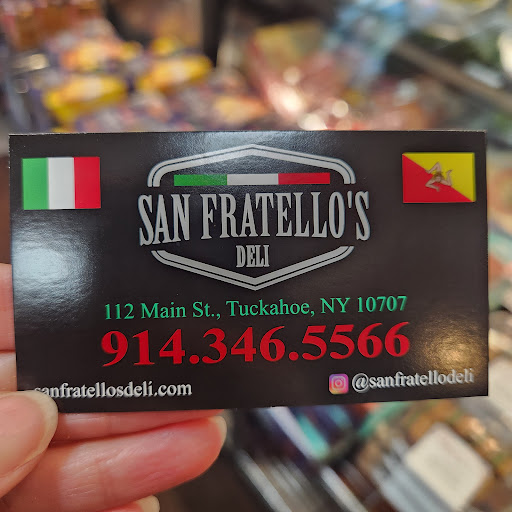 SAN FRATELLO'S
DELI
112 Main St., Tuckahoe, NY 10707
914.346.5566
sanfratellosdeli.com
@sanfratellodeli